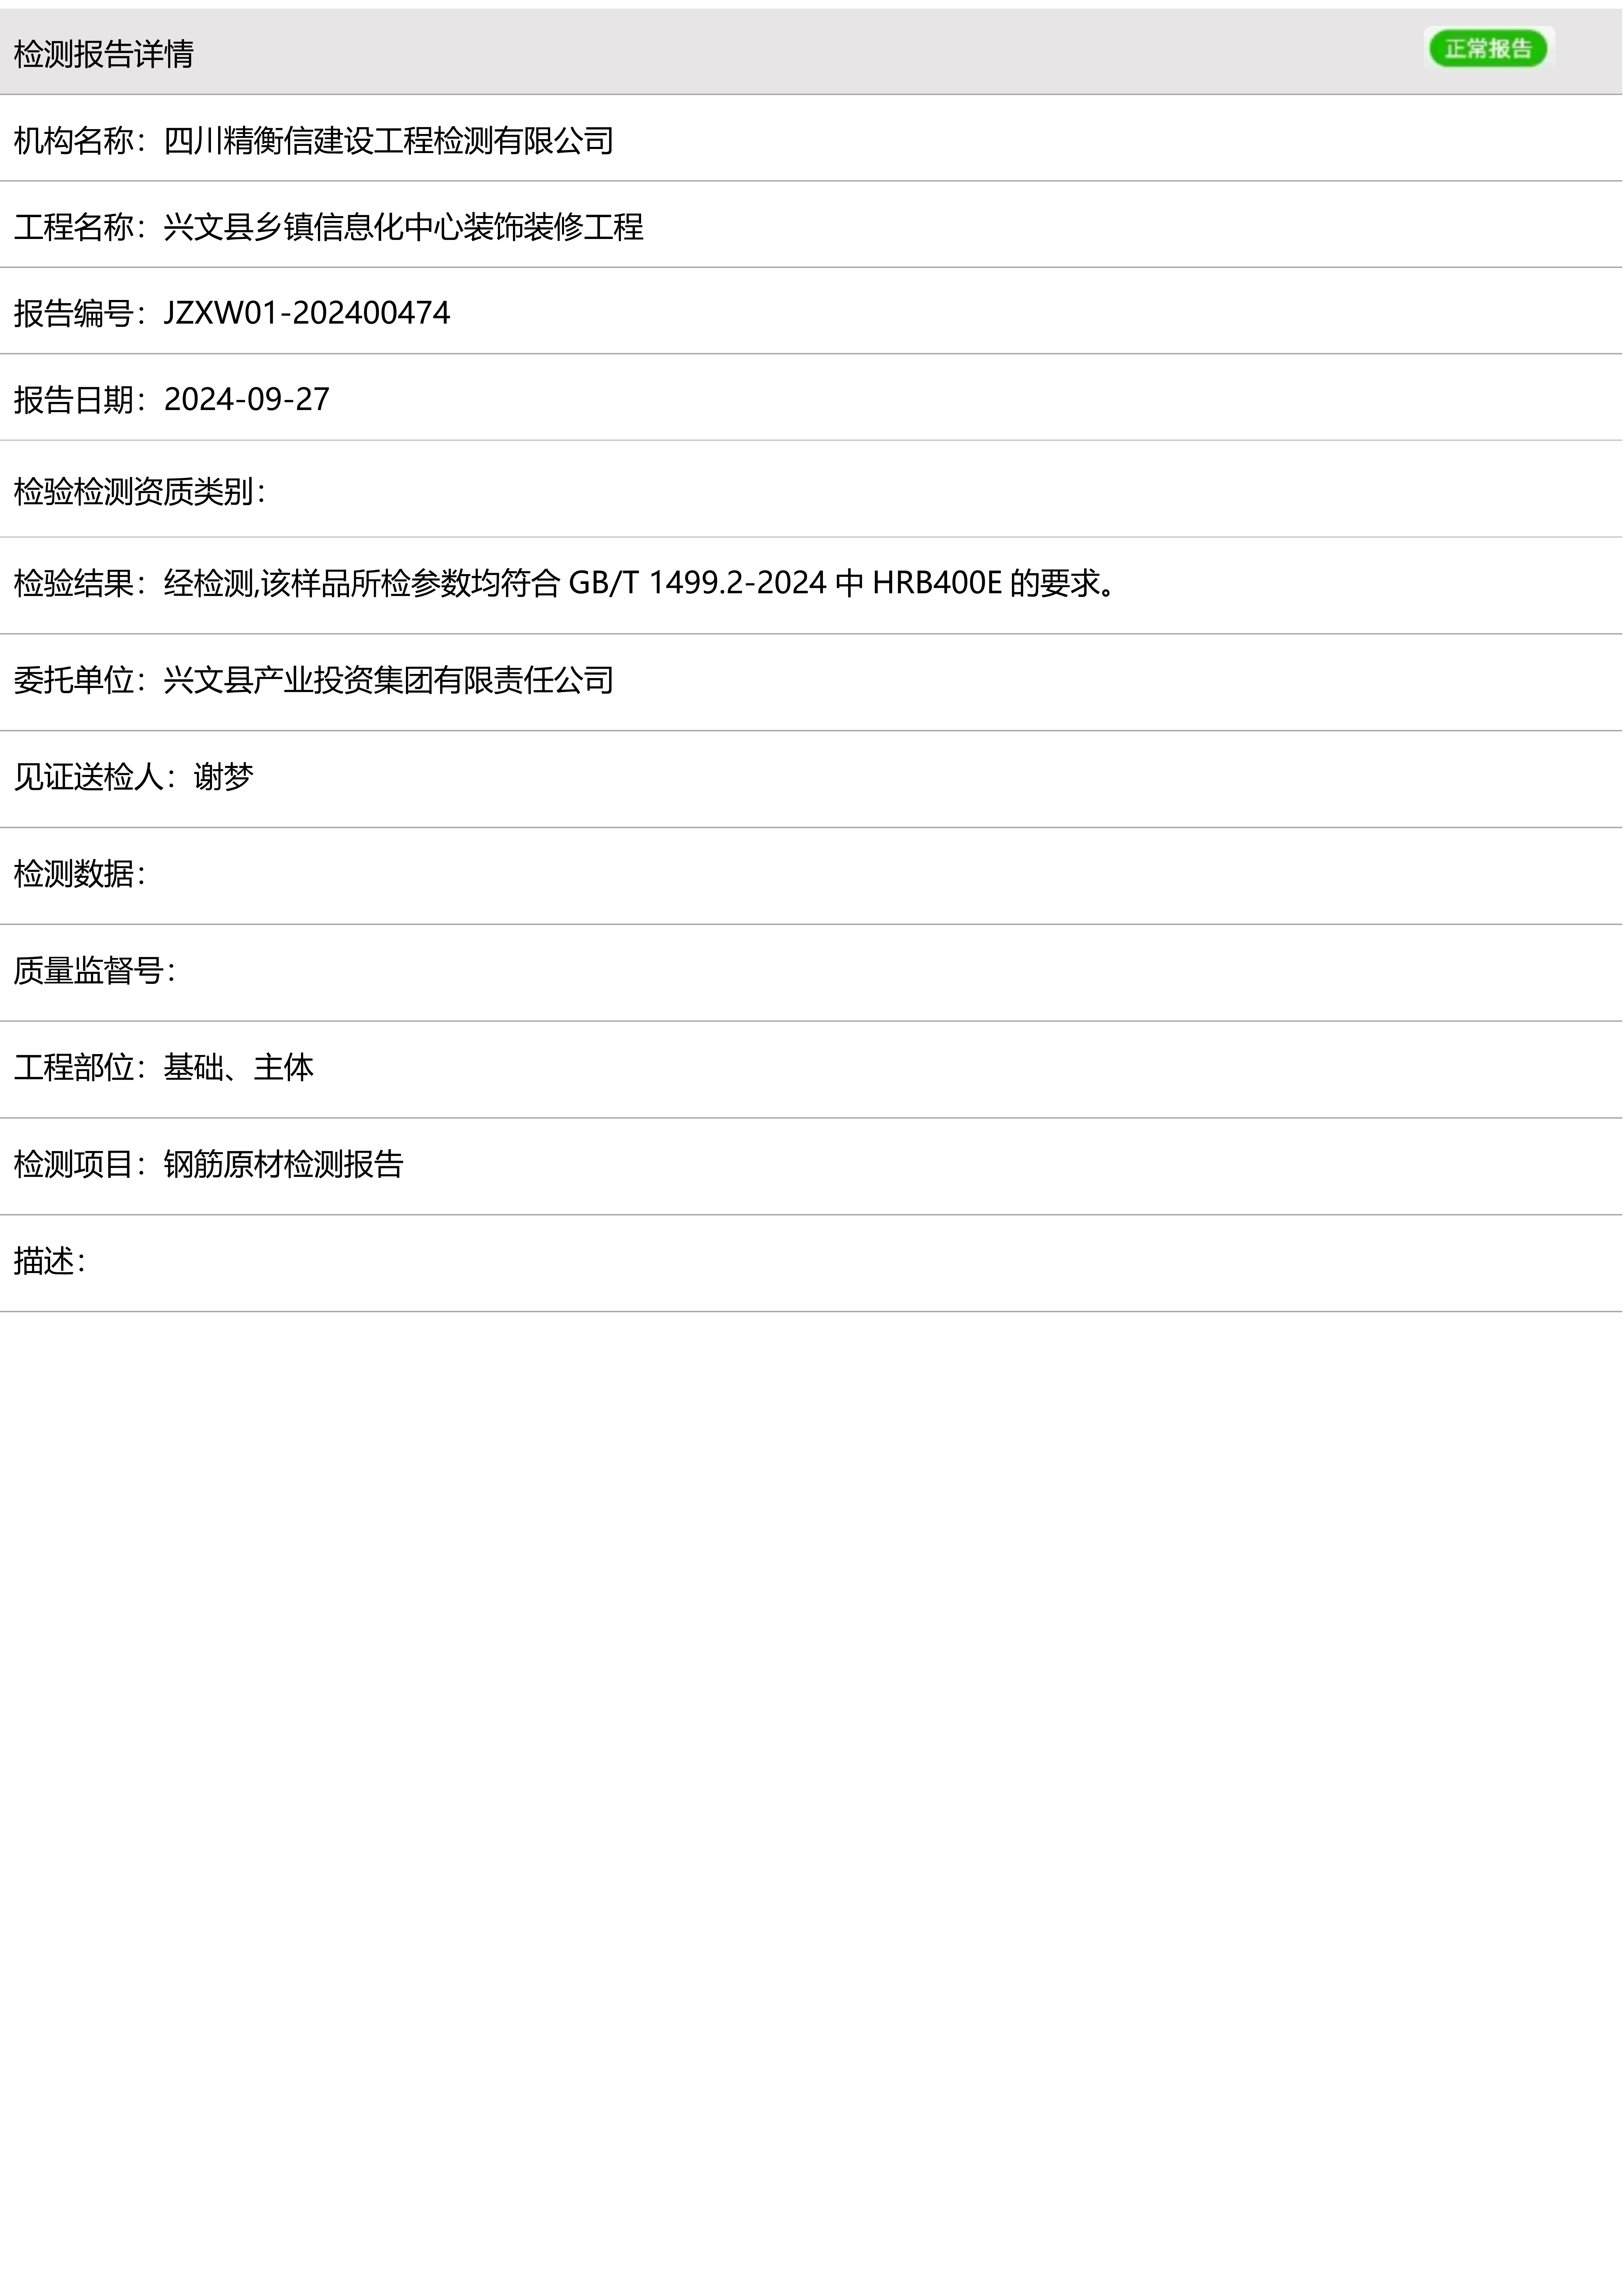 检测报告详情 正常报告
机构名称：四川精衡信建设工程检测有限公司
工程名称：兴文县乡镇信息化中心装饰装修工程
报告编号：JZXW01-202400474
报告日期：2024-09-27
检验检测资质类别：
检验结果：经检测,该样品所检参数均符合 GB/T 1499.2-2024 中 HRB400E 的要求。
委托单位：兴文县产业投资集团有限责任公司
见证送检人：谢梦
检测数据：
质量监督号：
工程部位：基础、主体
检测项目：钢筋原材检测报告
描述：